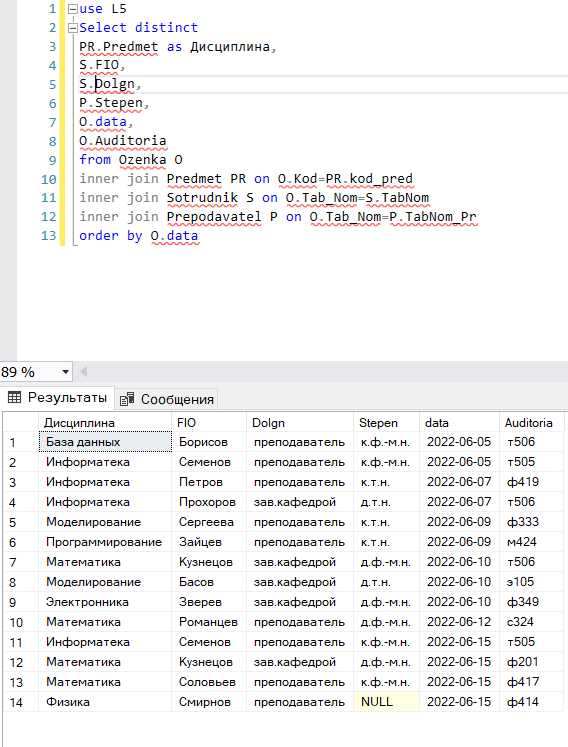 1 use L5
2 Select distinct
3 PR.Predmet as Дисциплина,
4 S.FIO,
5 S.Dolgn,
6 P.Stepen,
7 O.data,
8 O.Auditoria
9 from Ozenka O
10 inner join Predmet PR on O.Kod=PR.kod_pred
11 inner join Sotrudnik S on O.Tab_Nom=S.TabNom
12 inner join Prepodavatel P on O.Tab_Nom=P.TabNom_Pr
13 order by O.data
89 %
Результаты Сообщения
Дисциплина FIO Dolgn Stepen data Auditoria
1 База данных Борисов преподаватель к.ф.-м.н. 2022-06-05 т506
2 Информатека Семенов преподаватель к.ф.-м.н. 2022-06-05 т505
3 Информатека Петров преподаватель к.т.н. 2022-06-07 ф419
4 Информатека Прохоров зав.кафедрой д.т.н. 2022-06-07 т506
5 Моделирование Сергеева преподаватель к.т.н. 2022-06-09 ф333
6 Программирование Зайцев преподаватель к.т.н. 2022-06-09 м424
7 Математика Кузнецов зав.кафедрой д.ф.-м.н. 2022-06-10 т506
8 Моделирование Басов зав.кафедрой д.т.н. 2022-06-10 э105
9 Электронника Зверев зав.кафедрой д.ф.-м.н. 2022-06-10 ф349
10 Математика Романцев преподаватель д.ф.-м.н. 2022-06-12 с324
11 Информатека Семенов преподаватель к.ф.-м.н. 2022-06-15 т505
12 Математика Кузнецов зав.кафедрой д.ф.-м.н. 2022-06-15 ф201
13 Математика Соловьев преподаватель к.ф.-м.н. 2022-06-15 ф417
14 Физика Смирнов преподаватель NULL 2022-06-15 ф414